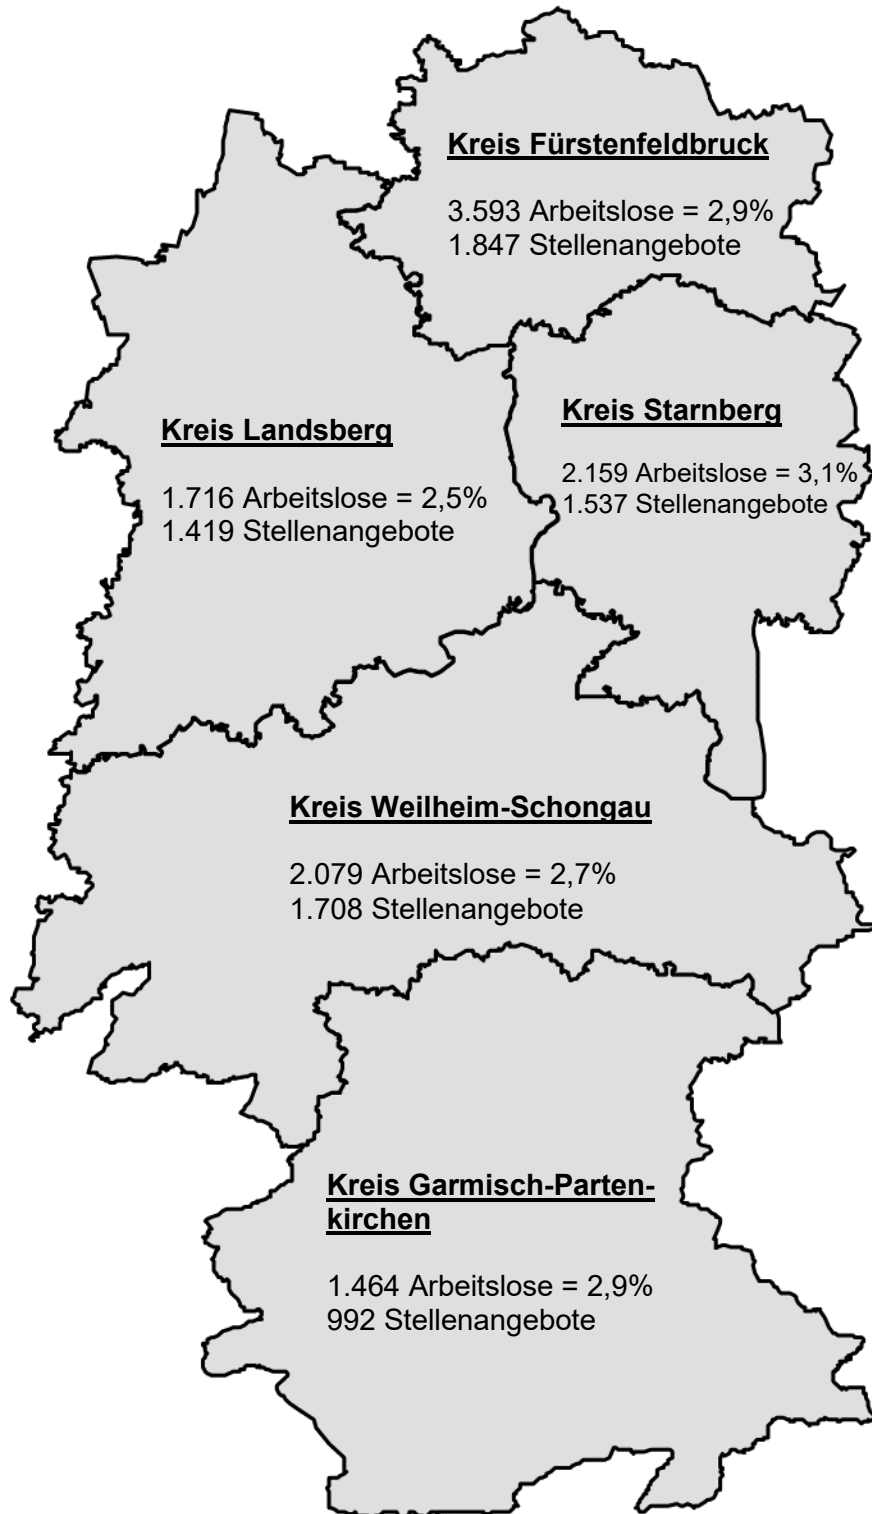 Kreis Fürstenfeldbruck
3.593 Arbeitslose = 2,9%
1.847 Stellenangebote
Kreis Starnberg
2.159 Arbeitslose = 3,1%
1.537 Stellenangebote
Kreis Landsberg
1.716 Arbeitslose = 2,5%
1.419 Stellenangebote
Kreis Weilheim-Schongau
2.079 Arbeitslose = 2,7%
1.708 Stellenangebote
Kreis Garmisch-Parten-
kirchen
1.464 Arbeitslose = 2,9%
992 Stellenangebote